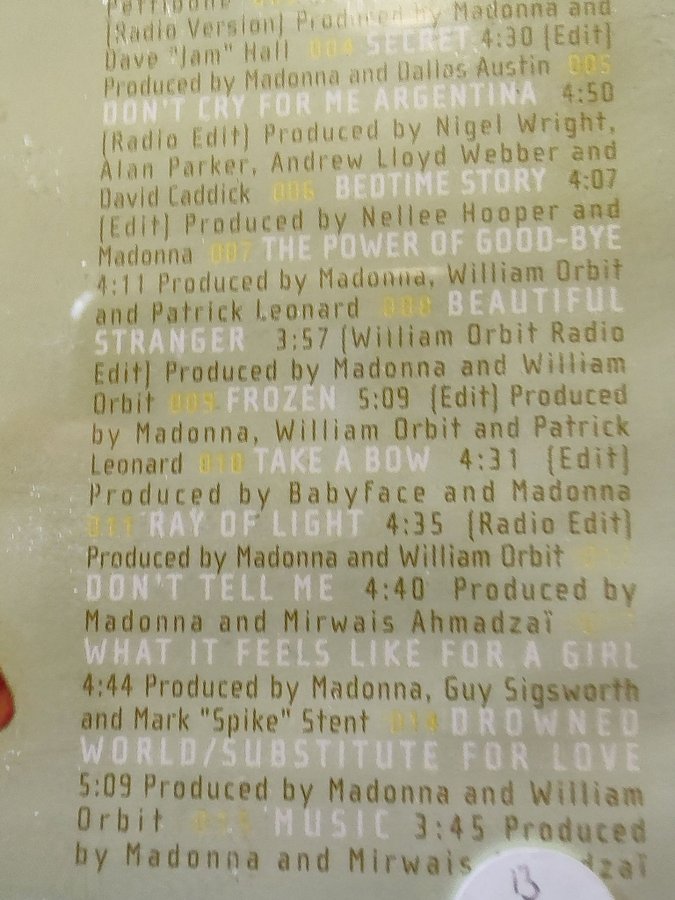 Pettibone
(Radio Version) Produced by Madonna and
Dave "Jam" Hall 004 SECRET 4:30 (Edit)
Produced by Madonna and Dallas Austin 005
DON'T CRY FOR ME ARGENTINA 4:50
(Radio Edit) Produced by Nigel Wright,
Alan Parker, Andrew Lloyd Webber and
David Caddick 006 BEDTIME STORY 4:07
(Edit) Produced by Nellee Hooper and
Madonna 007 THE POWER OF GOOD-BYE
4:11 Produced by Madonna, William Orbit
and Patrick Leonard 008 BEAUTIFUL
STRANGER 3:57 (William Orbit Radio
Edit) Produced by Madonna and William
Orbit 009 FROZEN 5:09 (Edit) Produced
by Madonna, William Orbit and Patrick
Leonard 010 TAKE A BOW 4:31 (Edit)
Produced by Babyface and Madonna
011 RAY OF LIGHT 4:35 (Radio Edit)
Produced by Madonna and William Orbit
DON'T TELL ME 4:40 Produced by
Madonna and Mirwais Ahmadzaï
WHAT IT FEELS LIKE FOR A GIRL
4:44 Produced by Madonna, Guy Sigsworth
and Mark "Spike" Stent 014 DROWNED
WORLD/SUBSTITUTE FOR LOVE
5:09 Produced by Madonna and William
Orbit 015 MUSIC 3:45 Produced
by Madonna and Mirwais
13